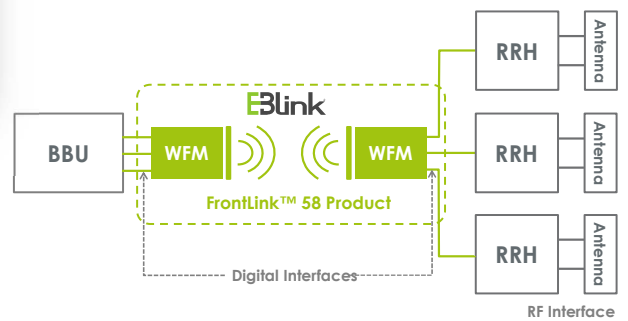 RRH
Antenna
EBlink
BBU
WFM
WFM
RRH
Antenna
FrontLink™ 58 Product
RRH
Antenna
Digital Interfaces
RF Interface